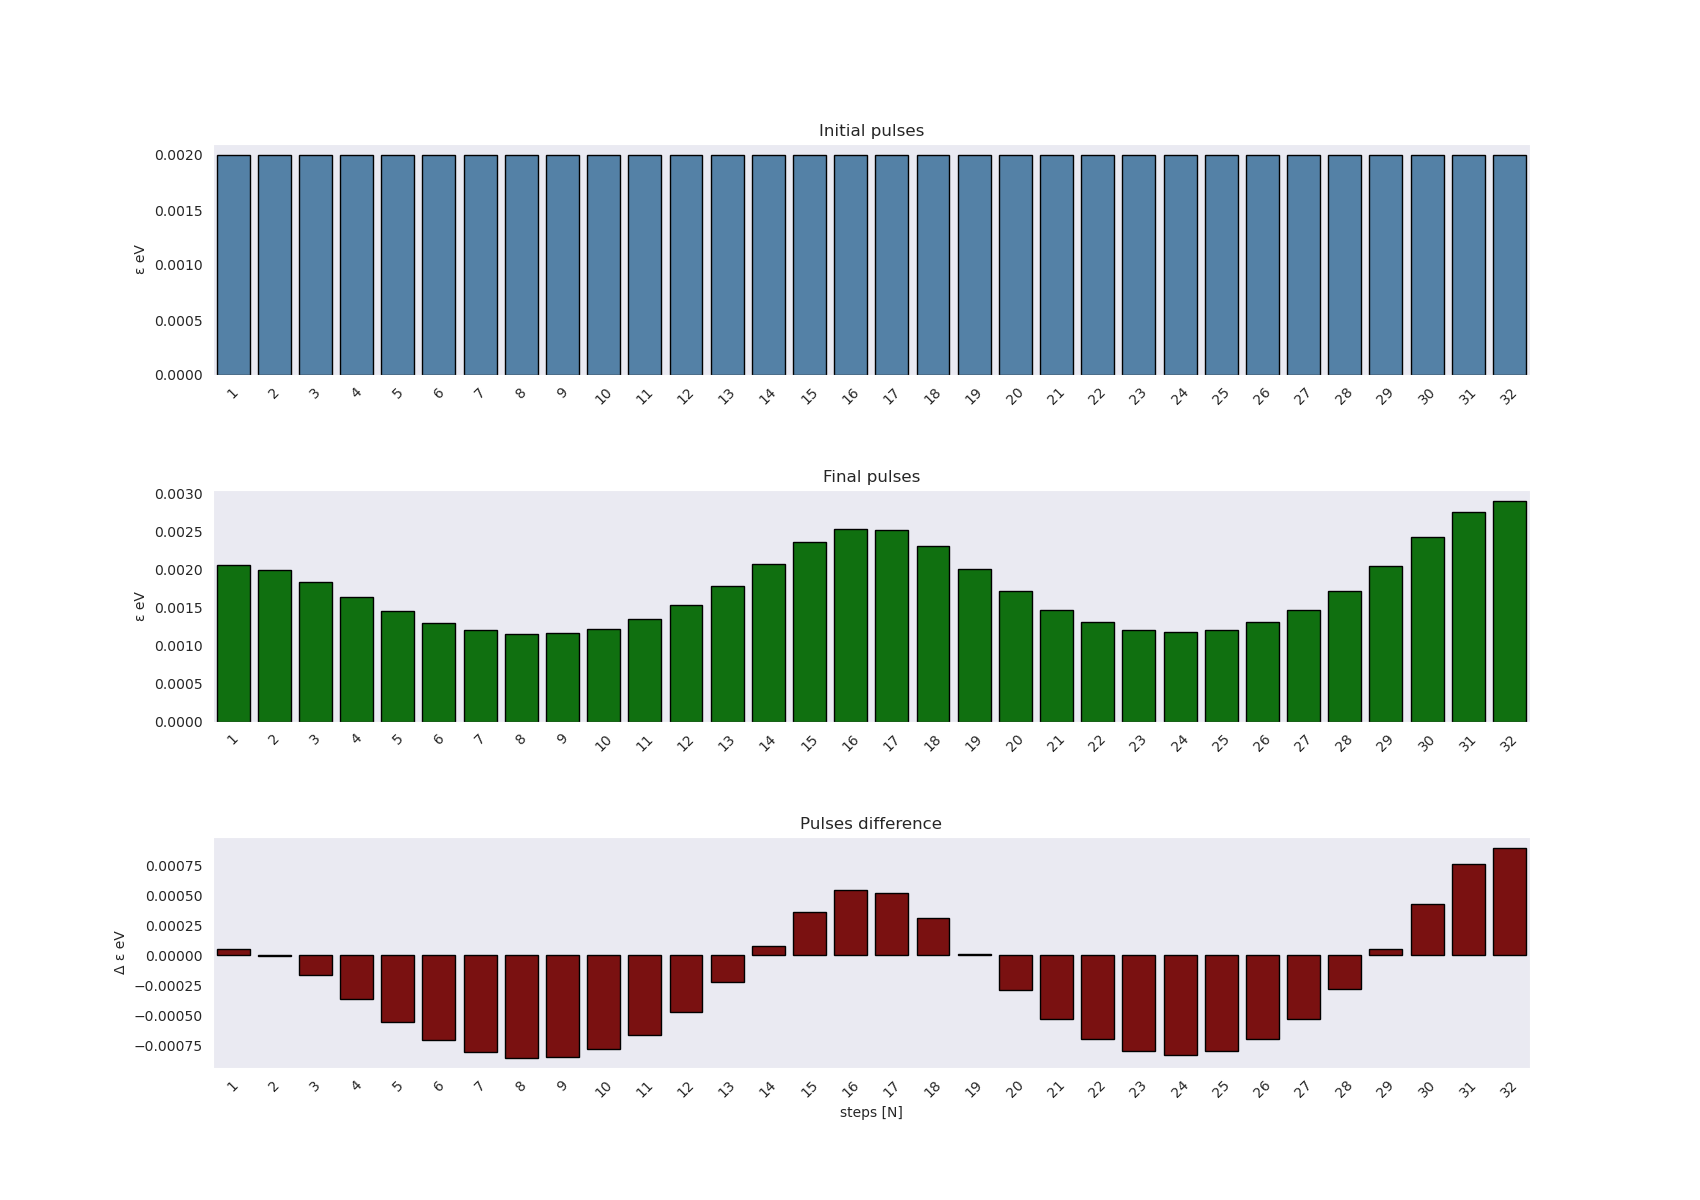 Initial pulses
0.0020
0.0015
0.0010
0.0005
0.0000
ε eV
1 2 3 4 5 6 7 8 9 10 11 12 13 14 15 16 17 18 19 20 21 22 23 24 25 26 27 28 29 30 31 32
Final pulses
0.0030
0.0025
0.0020
0.0015
0.0010
0.0005
0.0000
ε eV
1 2 3 4 5 6 7 8 9 10 11 12 13 14 15 16 17 18 19 20 21 22 23 24 25 26 27 28 29 30 31 32
Pulses difference
0.00075
0.00050
0.00025
0.00000
−0.00025
−0.00050
−0.00075
Δ ε eV
1 2 3 4 5 6 7 8 9 10 11 12 13 14 15 16 17 18 19 20 21 22 23 24 25 26 27 28 29 30 31 32
steps [N]